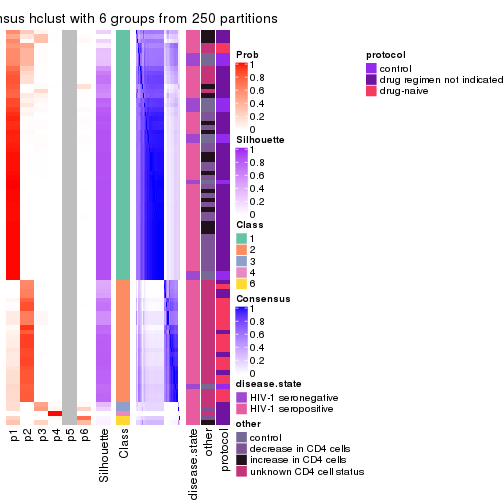 nsus hclust with 6 groups from 250 partitions
Prob
1
0.8
0.6
0.4
0.2
0
Silhouette
1
0.8
0.6
0.4
0.2
0
Class
1
2
3
4
6
Consensus
1
0.8
0.6
0.4
0.2
0
disease.state
HIV-1 seronegative
HIV-1 seropositive
other
control
decrease in CD4 cells
increase in CD4 cells
unknown CD4 cell status
protocol
control
drug regimen not indicated
drug-naive
p1
p2
p3
p4
p5
p6
Silhouette
Class
disease.state
other
protocol